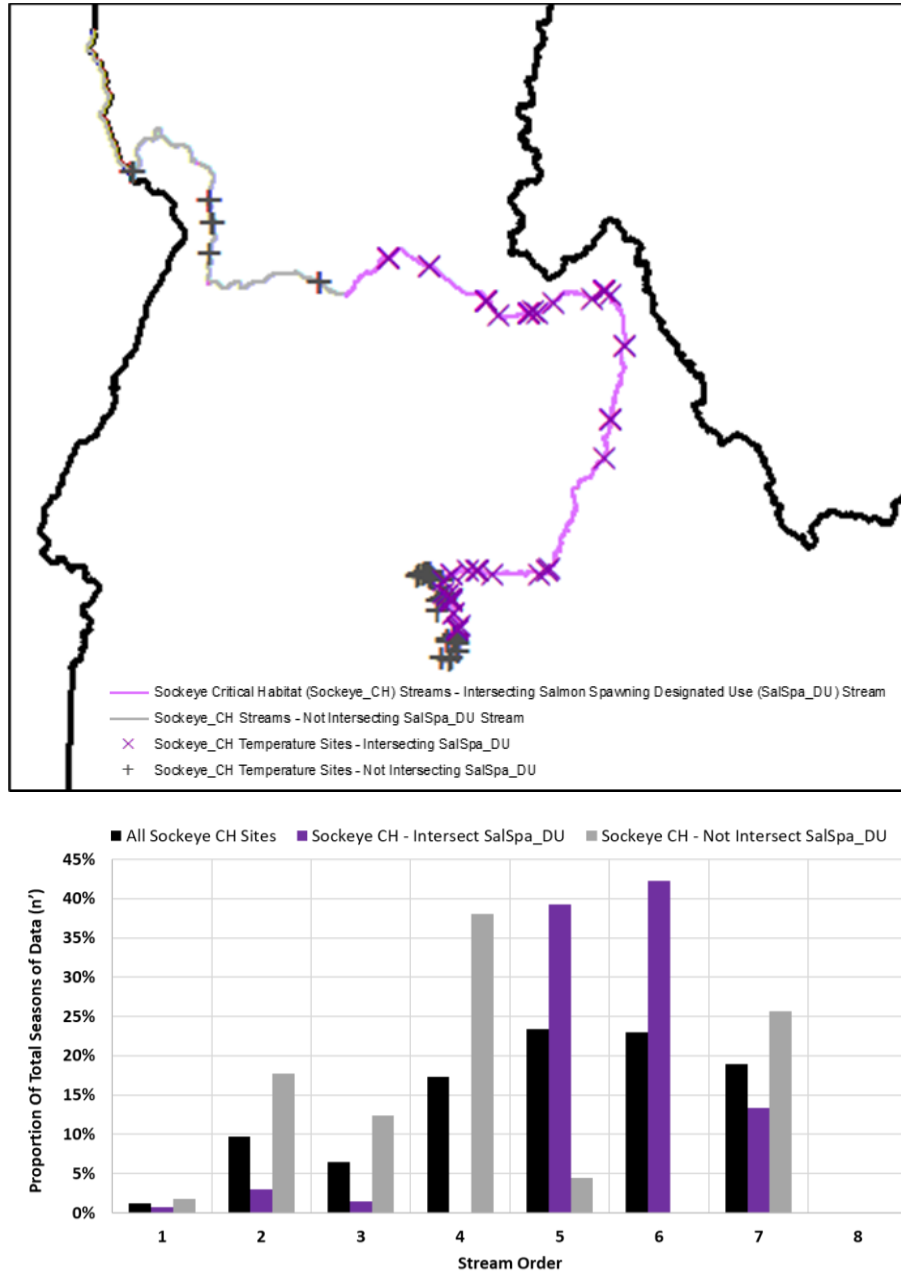 Sockeye Critical Habitat (Sockeye_CH) Streams - Intersecting Salmon Spawning Designated Use (SalSpa_DU) Stream
Sockeye_CH Streams - Not Intersecting SalSpa_DU Stream
Sockeye_CH Temperature Sites - Intersecting SalSpa_DU
Sockeye_CH Temperature Sites - Not Intersecting SalSpa_DU
All Sockeye CH Sites Sockeye CH - Intersect SalSpa_DU Sockeye CH - Not Intersect SalSpa_DU
Proportion Of Total Seasons of Data (n')
45%
40%
35%
30%
25%
20%
15%
10%
5%
0%
1 2 3 4 5 6 7 8
Stream Order